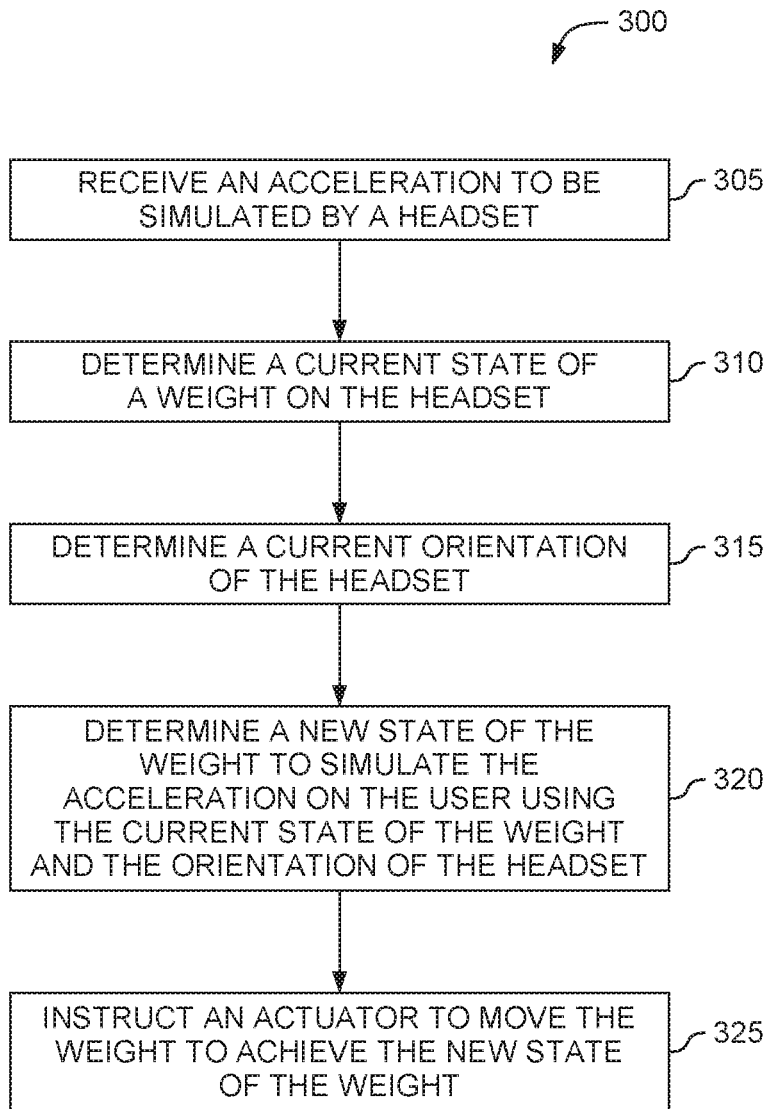 300
RECEIVE AN ACCELERATION TO BE
SIMULATED BY A HEADSET
305
DETERMINE A CURRENT STATE OF
A WEIGHT ON THE HEADSET
310
DETERMINE A CURRENT ORIENTATION
OF THE HEADSET
315
DETERMINE A NEW STATE OF THE
WEIGHT TO SIMULATE THE
ACCELERATION ON THE USER USING
THE CURRENT STATE OF THE WEIGHT
AND THE ORIENTATION OF THE HEADSET
320
INSTRUCT AN ACTUATOR TO MOVE THE
WEIGHT TO ACHIEVE THE NEW STATE
OF THE WEIGHT
325